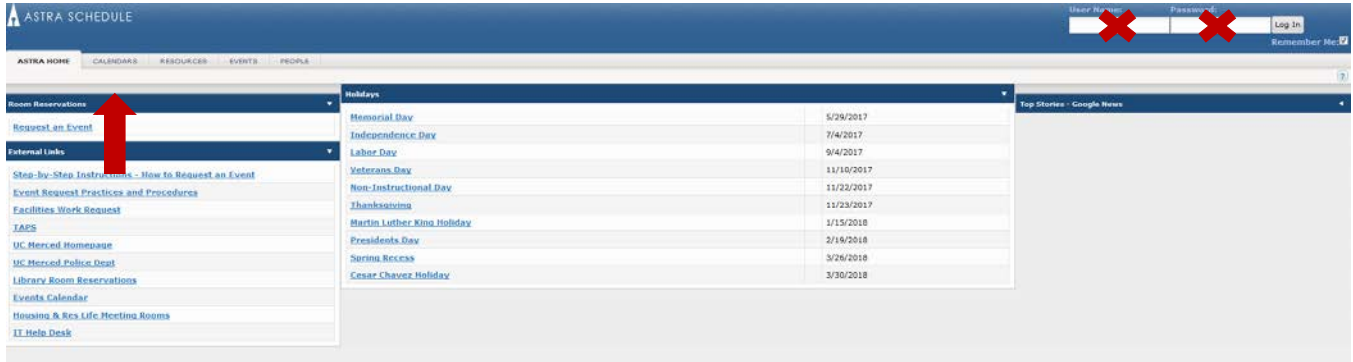 ASTRA SCHEDULE
User Name:
Password:
Log In
Remember Me:
ASTRA HOME CALENDARS RESOURCES EVENTS PEOPLE
?
Room Reservations
Request an Event
External Links
Step-by-Step Instructions - How to Request an Event
Event Request Practices and Procedures
Facilities Work Request
TAPS
UC Merced Homepage
UC Merced Police Dept
Library Room Reservations
Events Calendar
Housing & Res Life Meeting Rooms
IT Help Desk
Holidays
Memorial Day 5/29/2017
Independence Day 7/4/2017
Labor Day 9/4/2017
Veterans Day 11/10/2017
Non-Instructional Day 11/22/2017
Thanksgiving 11/23/2017
Martin Luther King Holiday 1/15/2018
Presidents Day 2/19/2018
Spring Recess 3/26/2018
Cesar Chavez Holiday 3/30/2018
Top Stories - Google News